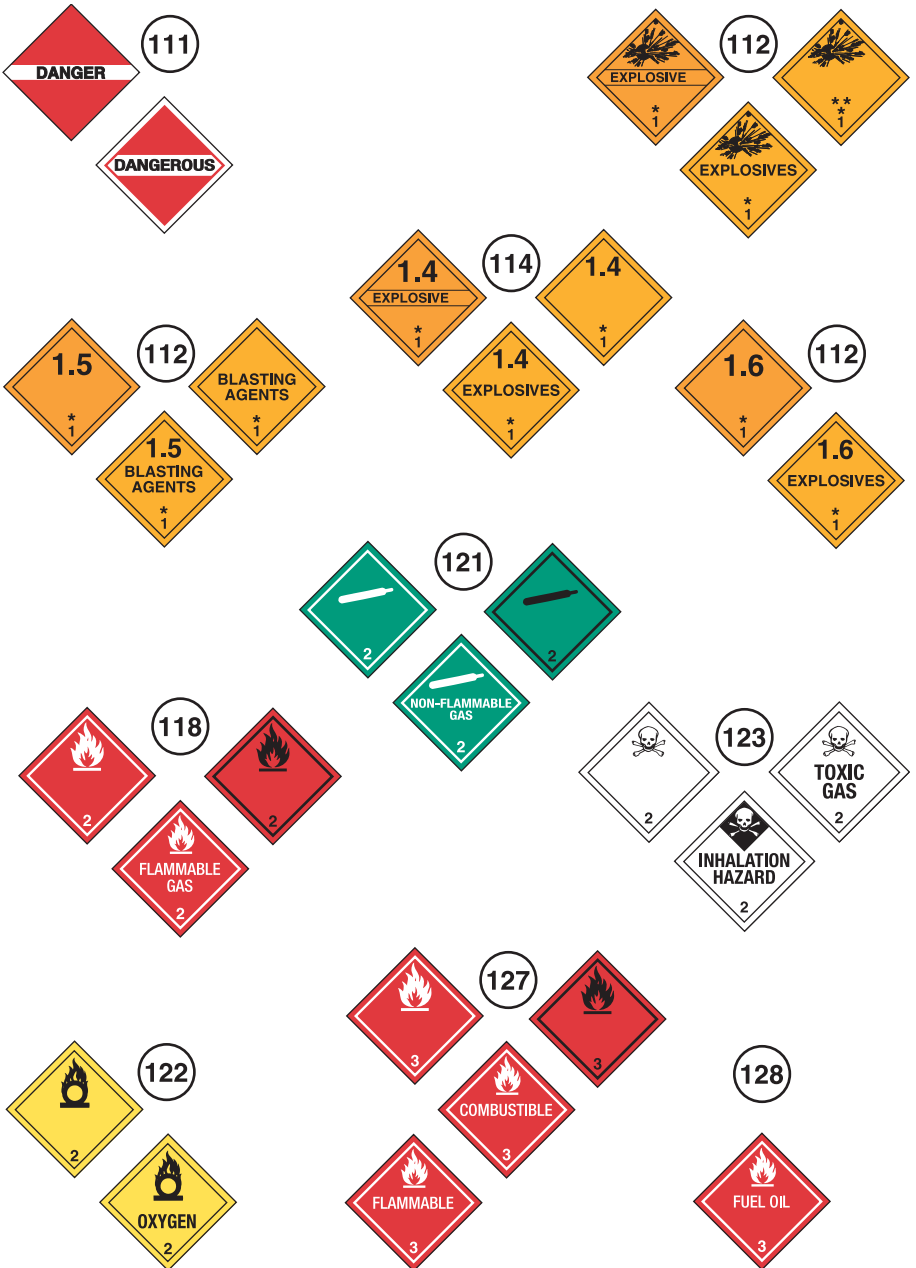 DANGER
111
DANGEROUS
EXPLOSIVE
*
1
112
**
*
1
EXPLOSIVES
*
1
1.4
EXPLOSIVE
*
1
114
1.4
*
1
1.4
EXPLOSIVES
*
1
1.5
*
1
112
BLASTING
AGENTS
*
1
1.5
BLASTING
AGENTS
*
1
1.6
*
1
112
1.6
EXPLOSIVES
*
1
2
121
2
NON-FLAMMABLE
GAS
2
2
118
2
FLAMMABLE
GAS
2
2
123
TOXIC
GAS
2
INHALATION
HAZARD
2
2
122
OXYGEN
2
3
127
3
COMBUSTIBLE
3
FLAMMABLE
3
128
FUEL OIL
3